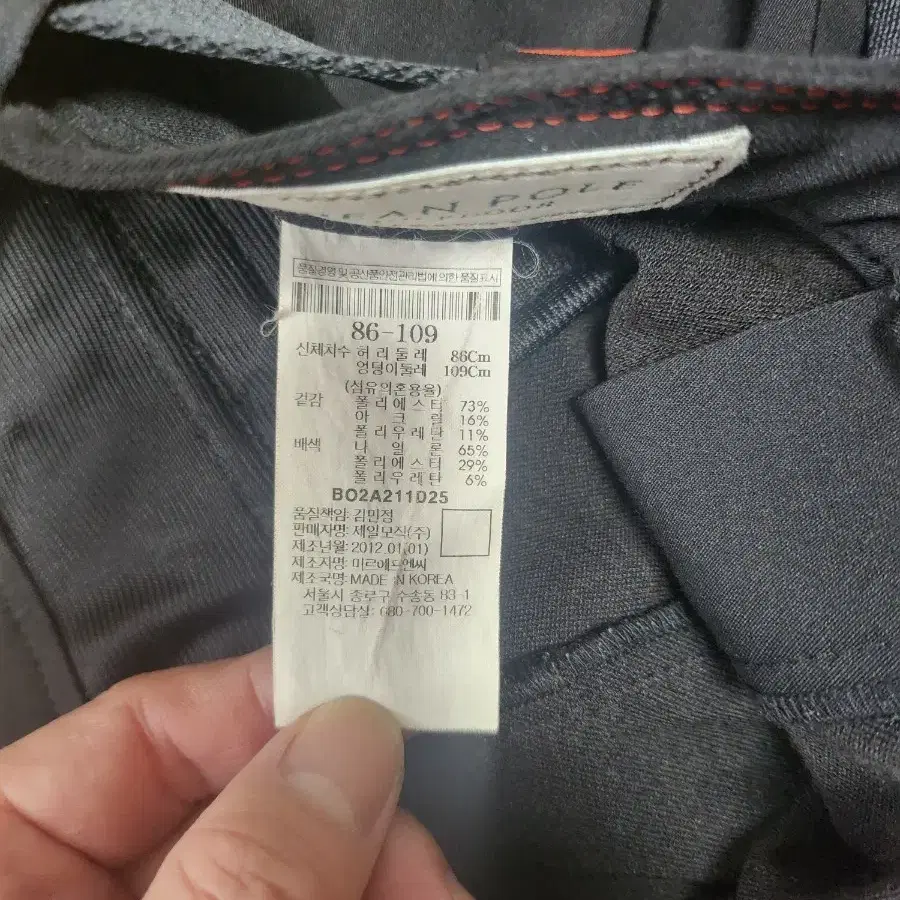 BEAN POLE
OUTDOOR
품질경영 및 공산품안전관리법에 의한 품질표시
86-109
신체치수 허 리 둘 레 86Cm
엉덩이둘레 109Cm
(섬유의혼용율)
겉감 폴 리 에 스 터 73%
아 크 릴 16%
폴 리 우 레 탄 11%
배색 나 일 론 65%
폴 리 에 스 터 29%
폴 리 우 레 탄 6%
BO2A211D25
품질책임: 김민정
판매자명: 제일모직(주)
제조년월: 2012.01.01)
제조자명: 미르에프엔씨
제조국명: MADE IN KOREA
서울시 종로구 수송동 83-1
고객상담실: 080-700-1472